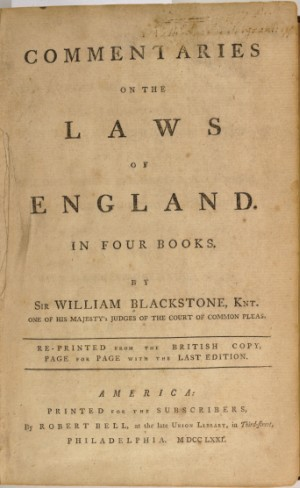 COMMENTARIES
ON THE
LAWS
OF
ENGLAND.
IN FOUR BOOKS.
BY
SIR WILLIAM BLACKSTONE, KNT.
ONE OF HIS MAJESTY'S JUDGES OF THE COURT OF COMMON PLEAS.
RE-PRINTED FROM THE BRITISH COPY,
PAGE FOR PAGE WITH THE LAST EDITION.
AMERICA:
PRINTED FOR THE SUBSCRIBERS,
By ROBERT BELL, at the late UNION LIBRARY, in Third-street,
PHILADELPHIA. MDCCLXXI.